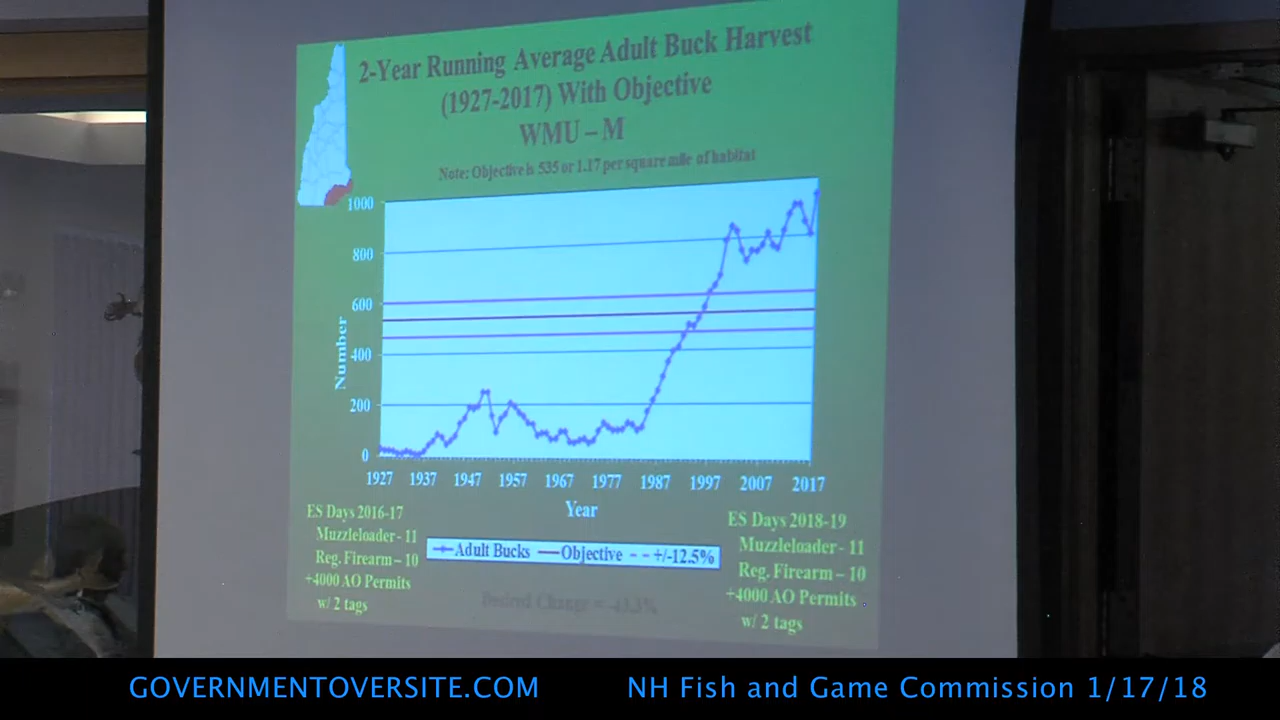 2-Year Running Average Adult Buck Harvest
(1927-2017) With Objective
WMU – M
Note: Objective is 535 or 1.17 per square mile of habitat
1000
800
600
400
200
0
Number
1927 1937 1947 1957 1967 1977 1987 1997 2007 2017
Year
ES Days 2016-17
Muzzleloader - 11
Reg. Firearm – 10
+4000 AO Permits
w/ 2 tags
Adult Bucks Objective +/-12.5%
Desired Change =
ES Days 2018-19
Muzzleloader - 11
Reg. Firearm – 10
+4000 AO Permits
w/ 2 tags
GOVERNMENTOVERSITE.COM NH Fish and Game Commission 1/17/18